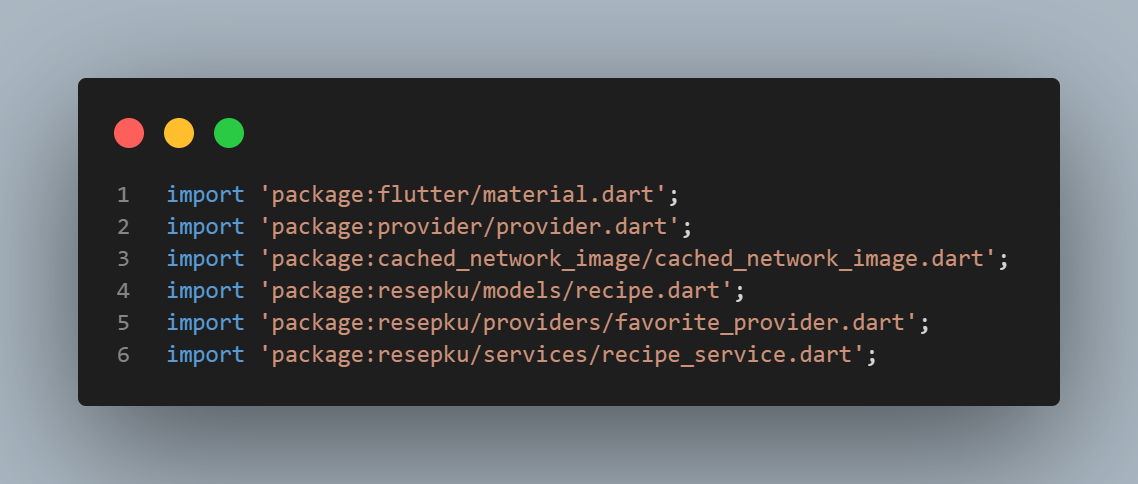 1 import 'package:flutter/material.dart';
2 import 'package:provider/provider.dart';
3 import 'package:cached_network_image/cached_network_image.dart';
4 import 'package:resepku/models/recipe.dart';
5 import 'package:resepku/providers/favorite_provider.dart';
6 import 'package:resepku/services/recipe_service.dart';